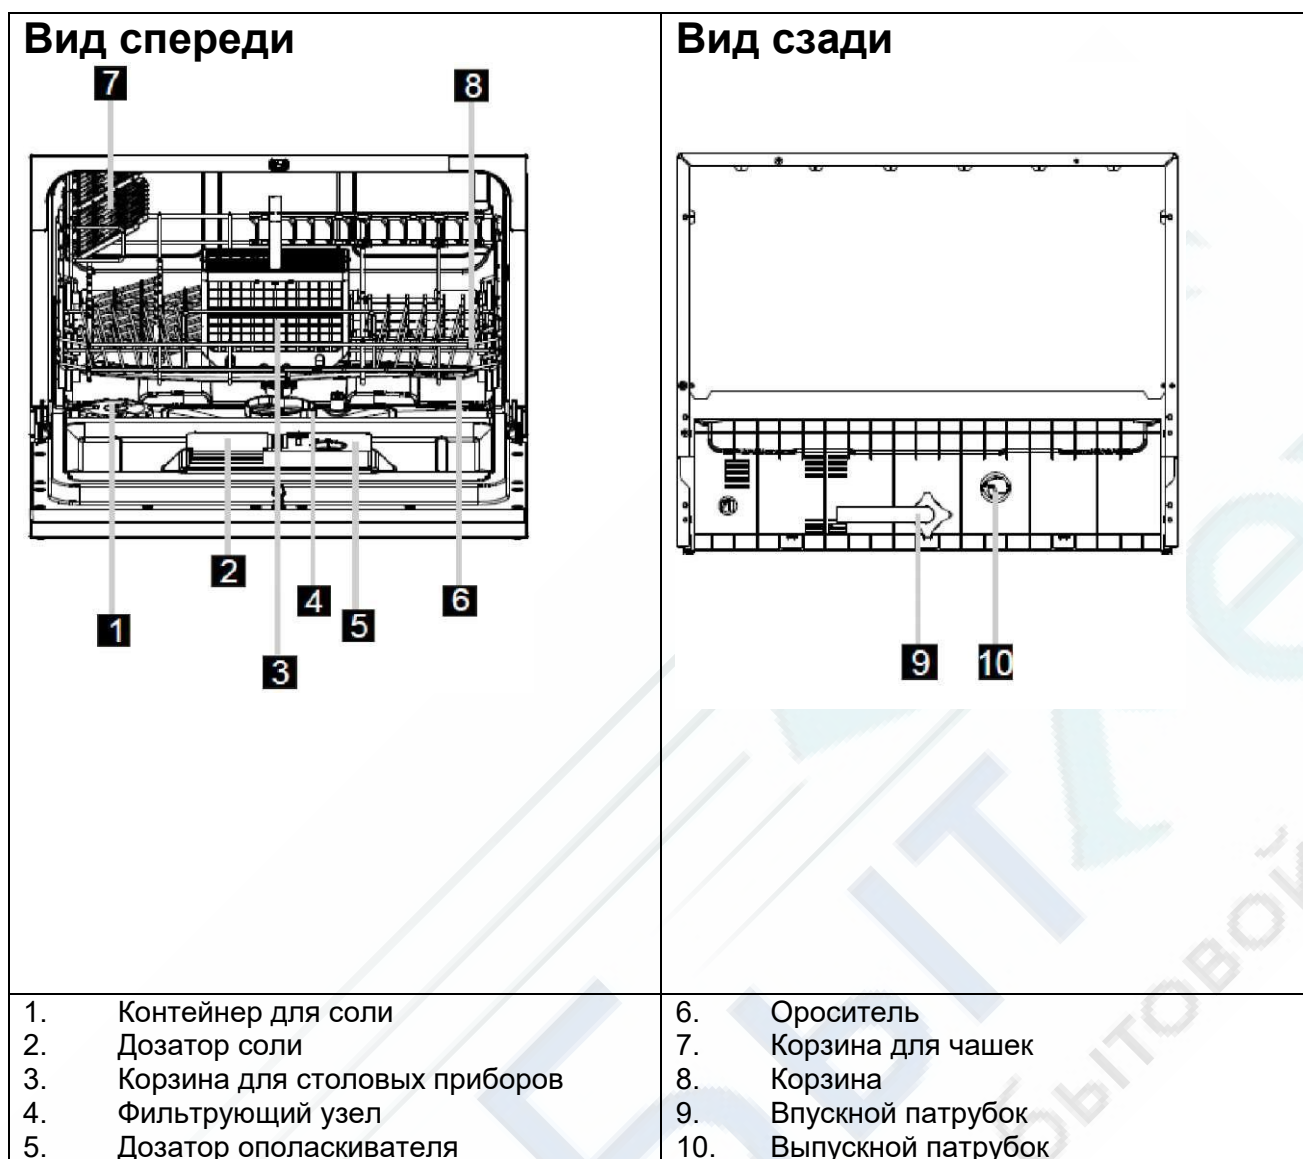 Вид спереди
Вид сзади
7
8
2
4
6
1
5
3
9
10
1. Контейнер для соли
2. Дозатор соли
3. Корзина для столовых приборов
4. Фильтрующий узел
5. Дозатор ополаскивателя
6. Ороситель
7. Корзина для чашек
8. Корзина
9. Впускной патрубок
10. Выпускной патрубок
БЫТ
БЫТОВОЙ